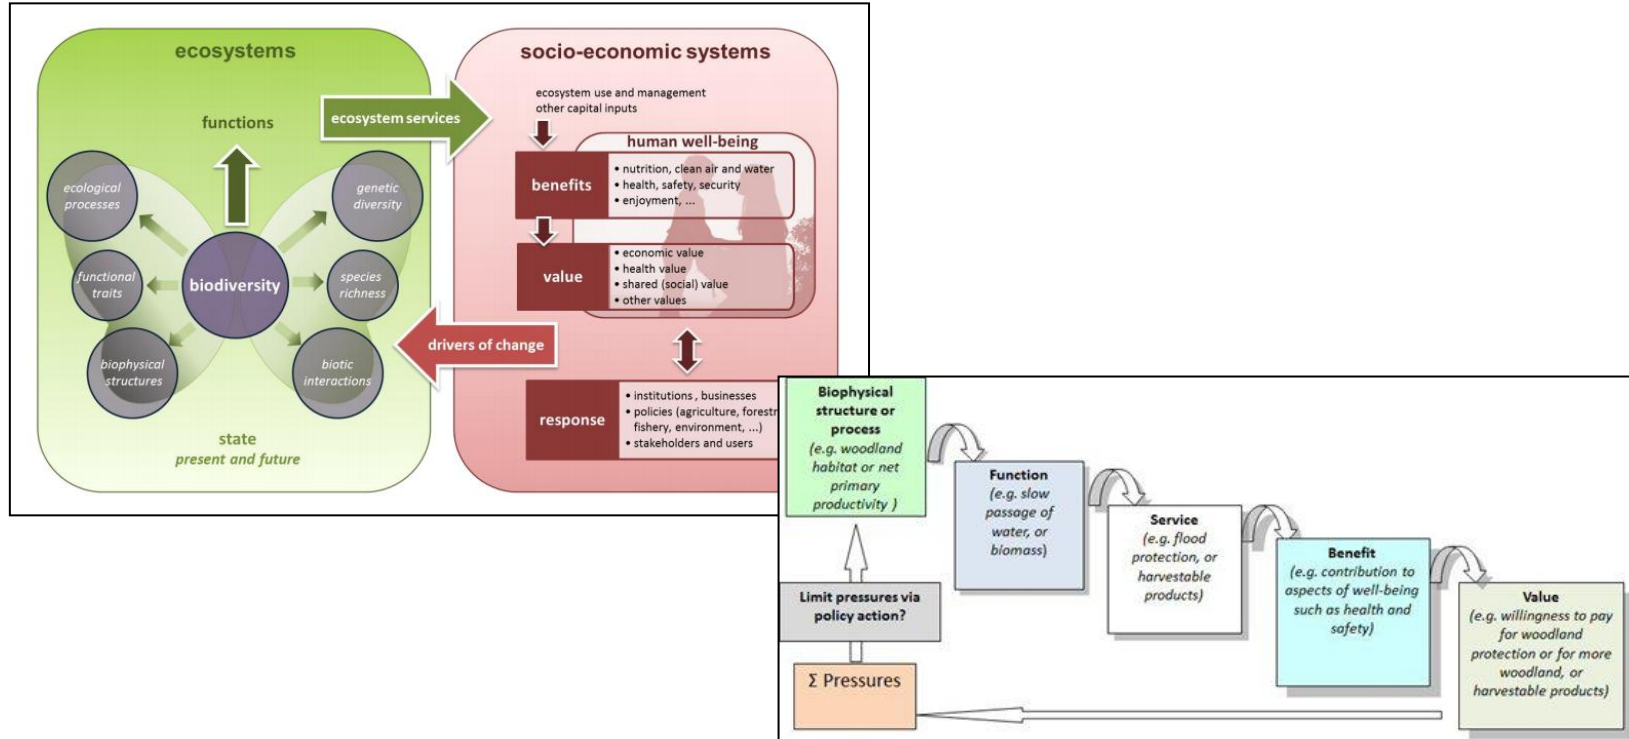 ecosystems
functions
ecological
processes
genetic
diversity
functional
traits
biodiversity
species
richness
biophysical
structures
biotic
interactions
state
present and future
ecosystem services
drivers of change
socio-economic systems
ecosystem use and management
other capital inputs
human well-being
benefits
• nutrition, clean air and water
• health, safety, security
• enjoyment, ...
value
• economic value
• health value
• shared (social) value
• other values
response
• institutions , businesses
• policies (agriculture, forestr
fishery, environment, ...)
• stakeholders and users
Biophysical
structure or
process
(e.g. woodland
habitat or net
primary
productivity )
Function
(e.g. slow
passage of
water, or
biomass)
Service
(e.g. flood
protection, or
harvestable
products)
Benefit
(e.g. contribution to
aspects of well-being
such as health and
safety)
Value
(e.g. willingness to pay
for woodland
protection or for more
woodland, or
harvestable products)
Limit pressures via
policy action?
Σ Pressures